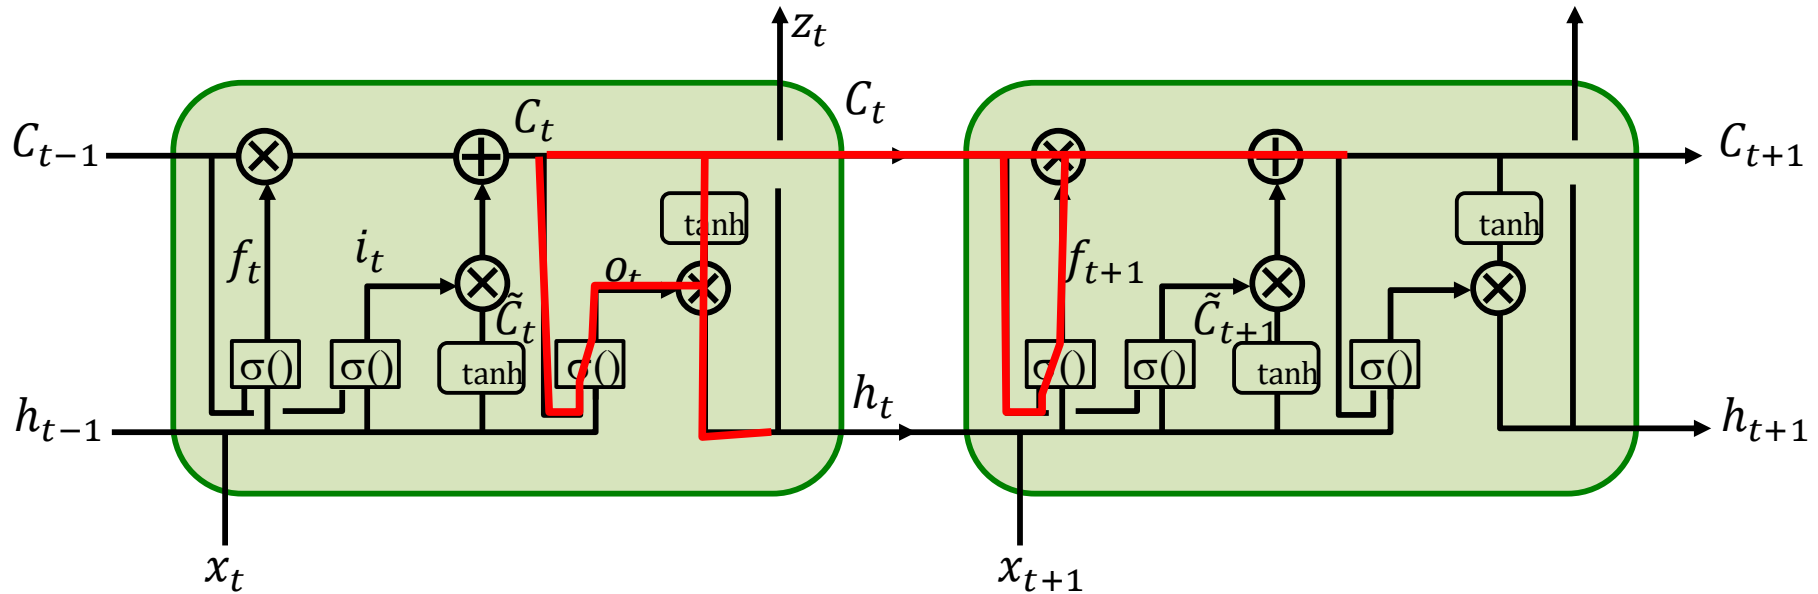 z_t
C_{t-1} C_t C_t C_{t+1}
tanh tanh
f_t i_t o_t f_{t+1}
C̃_t C̃_{t+1}
σ() σ() tanh σ() σ() σ() tanh σ()
h_{t-1} h_t h_{t+1}
x_t x_{t+1}